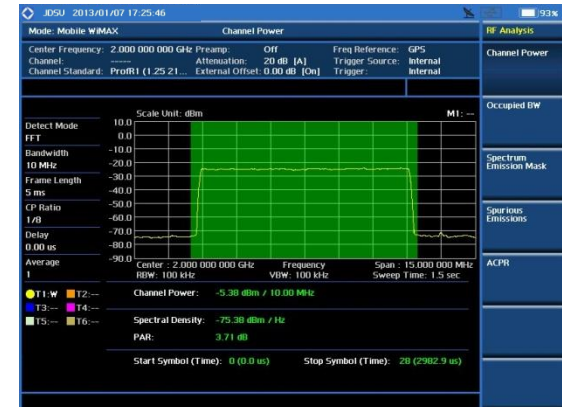 JDSU 2013/01/07 17:25:46
93%
Mode: Mobile WiMAX Channel Power RF Analysis
Center Frequency: 2.000 000 000 GHz Preamp: Off Freq Reference: GPS
Channel: ----- Attenuation: 20 dB [A] Trigger Source: Internal
Channel Standard: ProfR1 (1.25 21... External Offset: 0.00 dB [On] Trigger: Internal
Channel Power
Occupied BW
Spectrum
Emission Mask
Spurious
Emissions
ACPR
Scale Unit: dBm M1: --
Detect Mode
FFT
Bandwidth
10 MHz
Frame Length
5 ms
CP Ratio
1/8
Delay
0.00 us
Average
1
10.0
0.0
-10.0
-20.0
-30.0
-40.0
-50.0
-60.0
-70.0
-80.0
-90.0
Center : 2.000 000 000 GHz Frequency Span : 15.000 000 MHz
RBW: 100 kHz VBW: 100 kHz Sweep Time: 1.5 sec
T1:W T2:--
T3:-- T4:--
T5:-- T6:--
Channel Power: -5.38 dBm / 10.00 MHz
Spectral Density: -75.38 dBm / Hz
PAR: 3.71 dB
Start Symbol (Time): 0 (0.0 us) Stop Symbol (Time): 28 (2982.9 us)